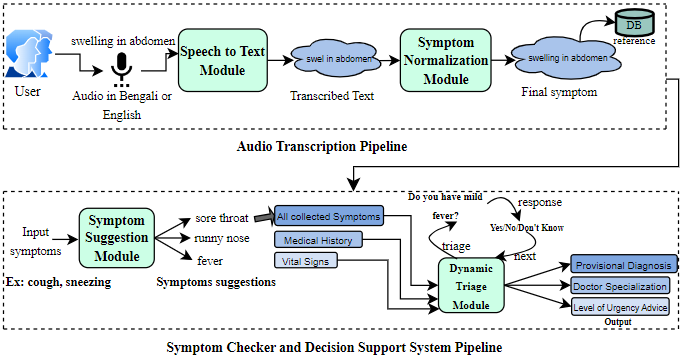 swelling in abdomen
User
Audio in Bengali or
English
Speech to Text
Module
swel in abdomen
Transcribed Text
Symptom
Normalization
Module
swelling in abdomen
Final symptom
DB
reference
Audio Transcription Pipeline
Input
symptoms
Ex: cough, sneezing
Symptom
Suggestion
Module
sore throat
runny nose
fever
Symptoms suggestions
All collected Symptoms
Medical History
Vital Signs
Do you have mild
fever?
response
Yes/No/Don't Know
triage
next
Dynamic
Triage
Module
Provisional Diagnosis
Doctor Specialization
Level of Urgency Advice
Output
Symptom Checker and Decision Support System Pipeline